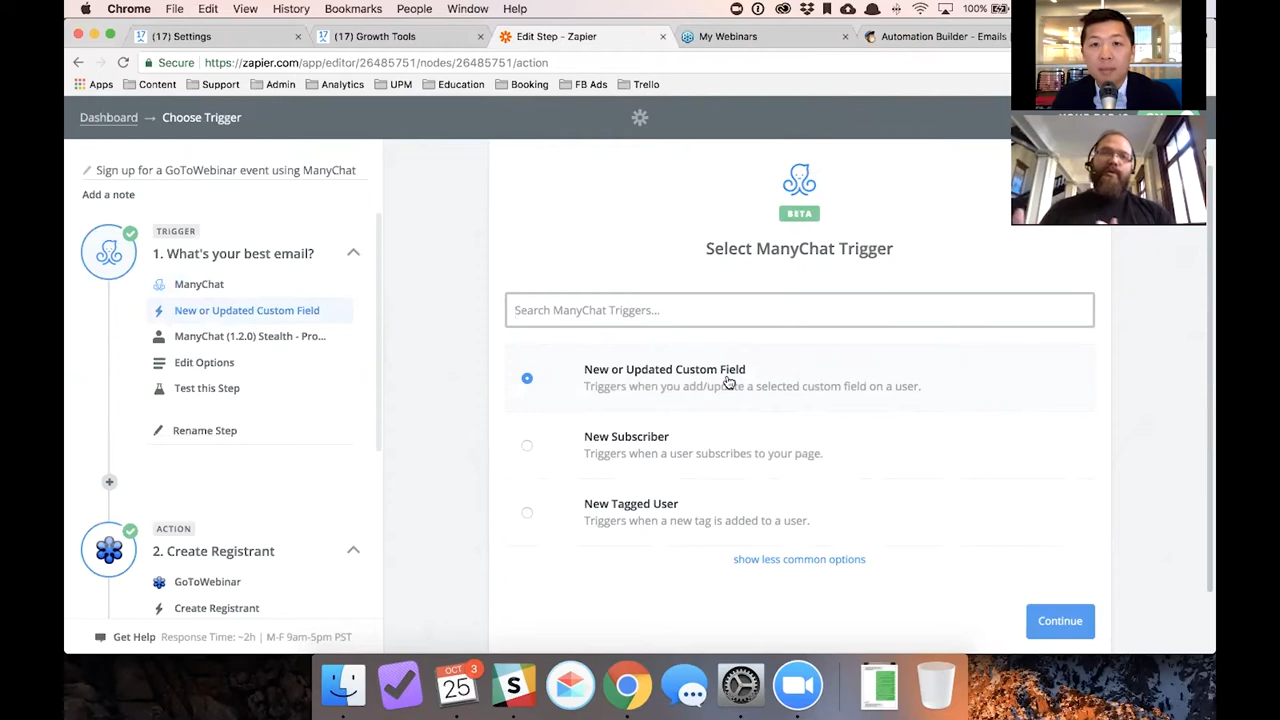 Chrome File Edit View History Bookmarks People Window Help 100%
(17) Settings × (17) Growth Tools × Edit Step - Zapier × My Webinars × Automation Builder - Emails
Secure https://zapier.com/app/editor/26485751/nodes/26485751/action
Apps Content Support Admin Analytics UPM Education Booking FB Ads Trello
Dashboard → Choose Trigger
Sign up for a GoToWebinar event using ManyChat
Add a note
TRIGGER
1. What's your best email?
ManyChat
New or Updated Custom Field
ManyChat (1.2.0) Stealth - Pro...
Edit Options
Test this Step
Rename Step
ACTION
2. Create Registrant
GoToWebinar
Create Registrant
Get Help Response Time: ~2h | M-F 9am-5pm PST
BETA
Select ManyChat Trigger
Search ManyChat Triggers...
New or Updated Custom Field
Triggers when you add/update a selected custom field on a user.
New Subscriber
Triggers when a user subscribes to your page.
New Tagged User
Triggers when a new tag is added to a user.
show less common options
Continue
OCT 3
25
S